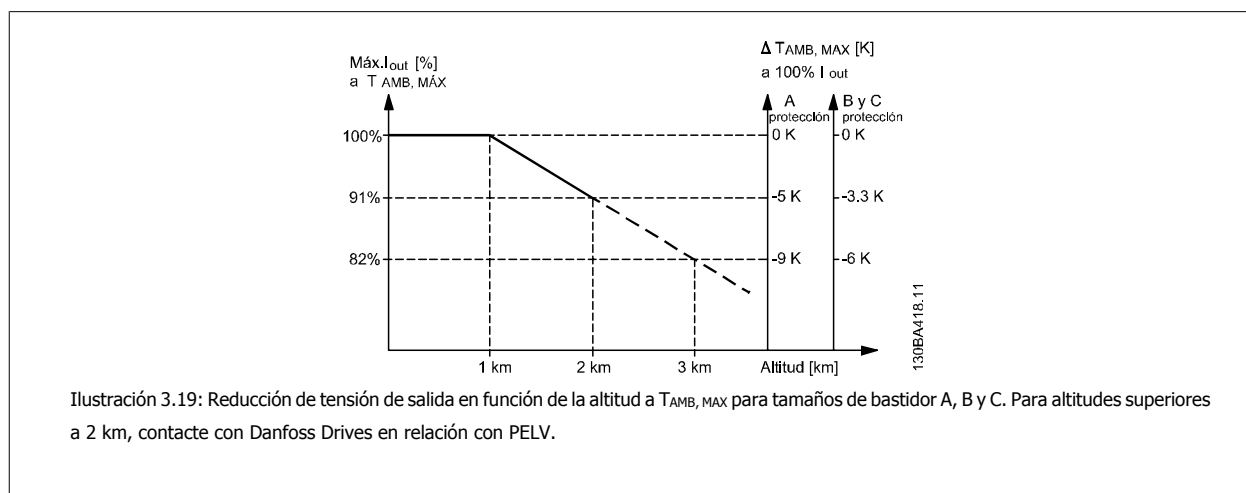 Máx.Iout [%]
a T AMB, MÁX
Δ TAMB, MAX [K]
a 100% I out
A
protección
B y C
protección
100%
0 K
0 K
91%
-5 K
-3.3 K
82%
-9 K
-6 K
1 km
2 km
3 km
Altitud [km]
130BA418.11
Ilustración 3.19: Reducción de tensión de salida en función de la altitud a TAMB, MAX para tamaños de bastidor A, B y C. Para altitudes superiores
a 2 km, contacte con Danfoss Drives en relación con PELV.